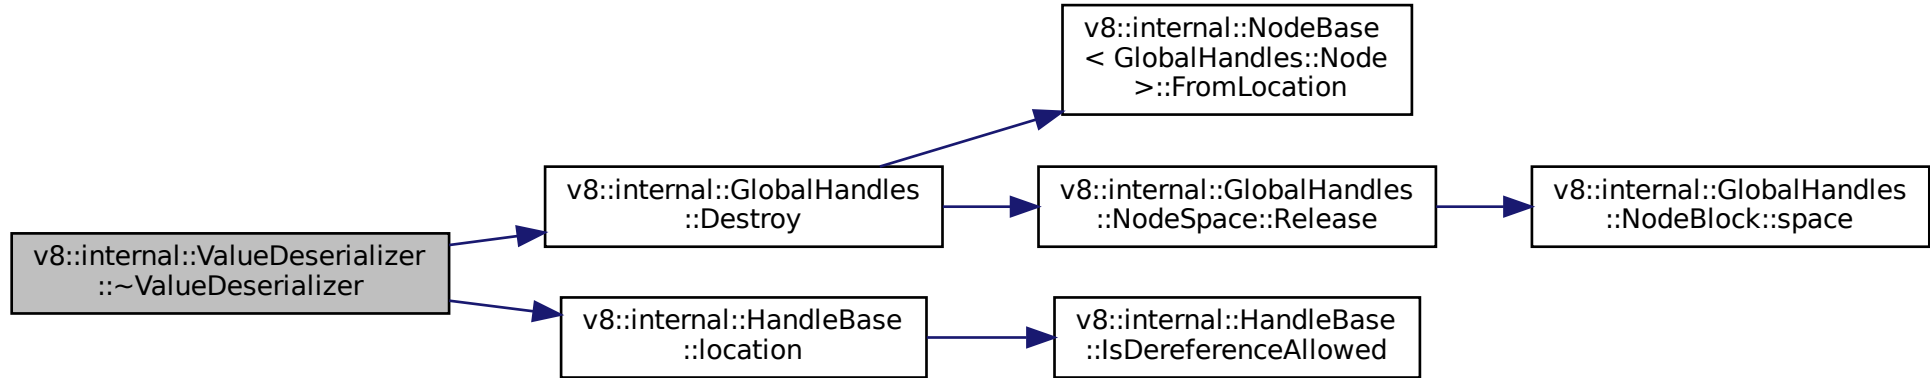 v8::internal::ValueDeserializer
::~ValueDeserializer
v8::internal::GlobalHandles
::Destroy
v8::internal::NodeBase
< GlobalHandles::Node
>::FromLocation
v8::internal::GlobalHandles
::NodeSpace::Release
v8::internal::GlobalHandles
::NodeBlock::space
v8::internal::HandleBase
::location
v8::internal::HandleBase
::IsDereferenceAllowed